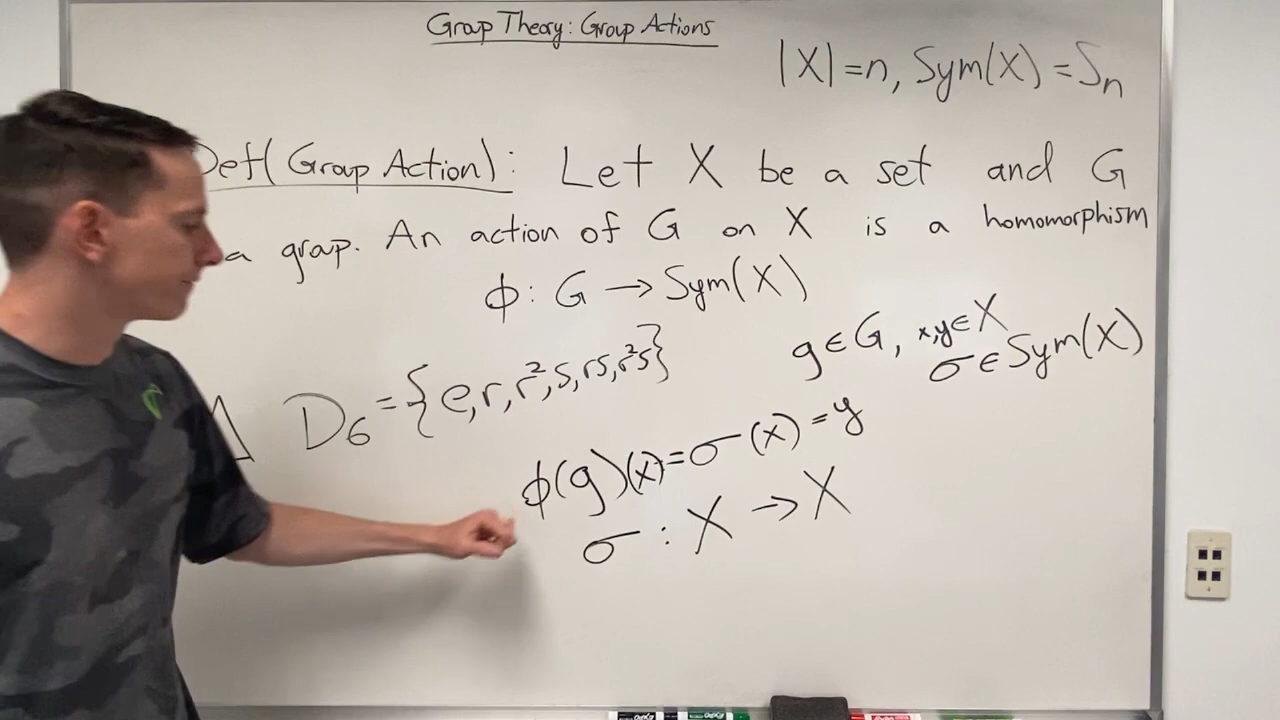 Group Theory: Group Actions
|X|=n, Sym(X)=Sn
Def(Group Action): Let X be a set and G
a group. An action of G on X is a homomorphism
ϕ: G → Sym(X)
g∈G, x,y∈X
σ∈Sym(X)
D₆={e,r,r²,s,rs,r²s}
ϕ(g)(x)=σ(x)=y
σ: X → X